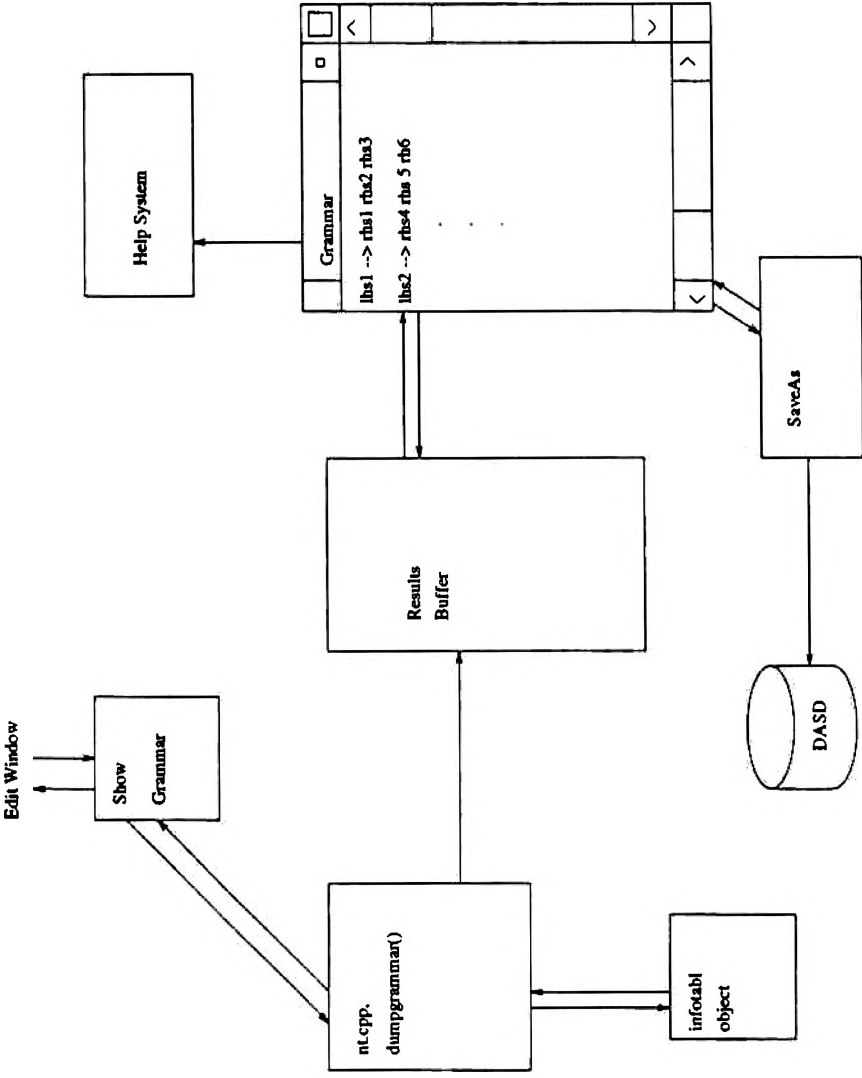 Edit Window
Show
Grammar
nt.cpp.
dumpgrammar()
infotabl
object
Results
Buffer
DASD
SaveAs
Help System
Grammar
lhs1 --> rhs1 rhs2 rhs3
lhs2 --> rhs4 rhs 5 rh6
. . .